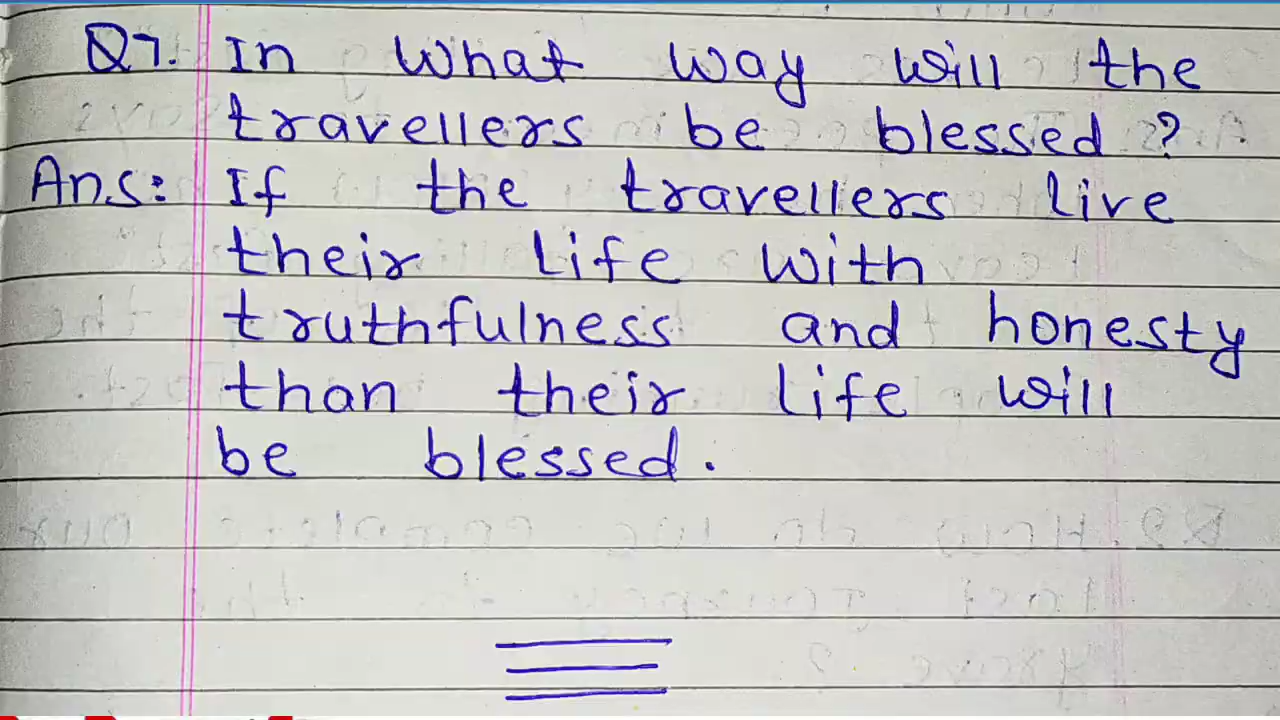 Q7. In what way will the
travellers be blessed?
Ans: If the travellers live
their life with
truthfulness and honesty
than their life will
be blessed.